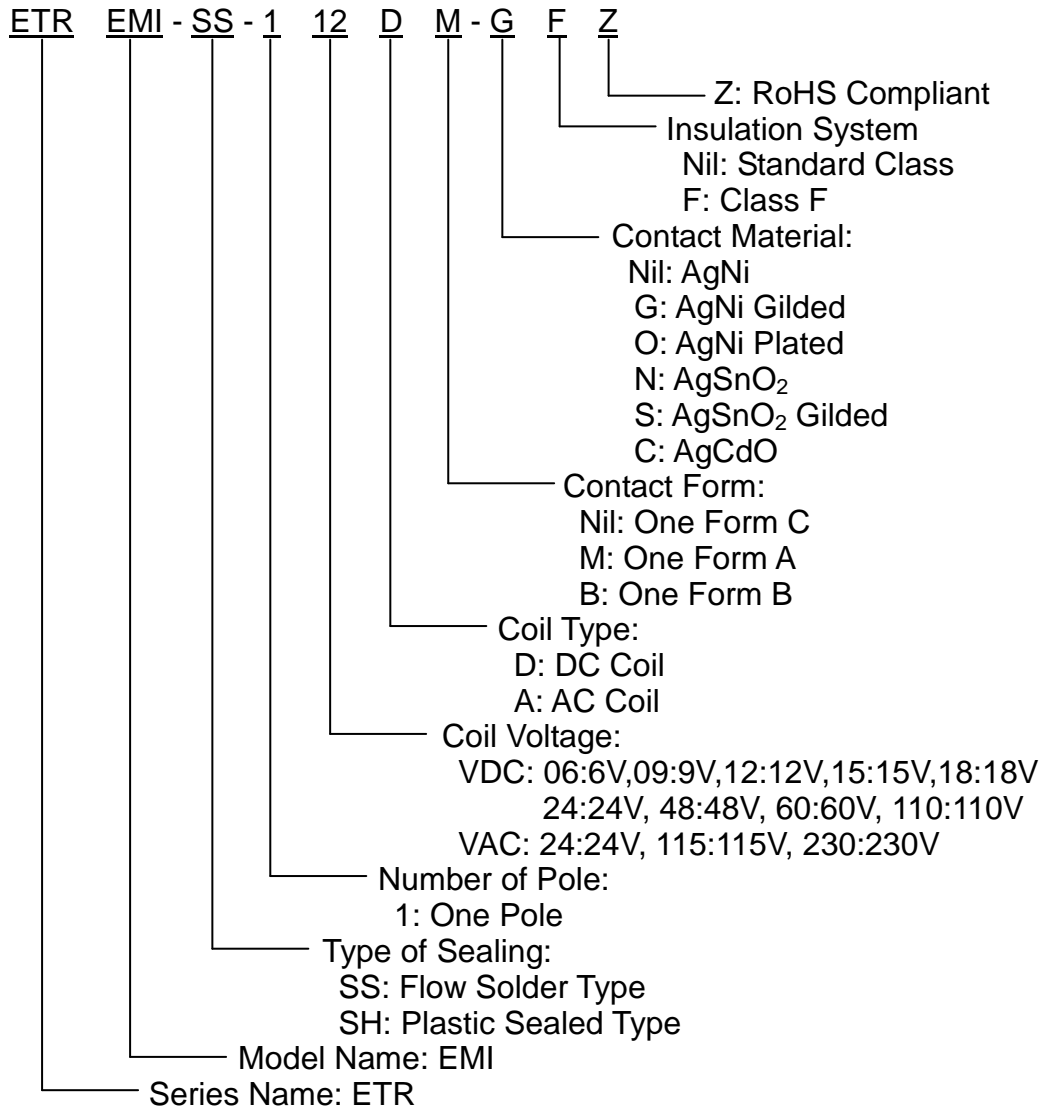 ETR EMI - SS - 1 12 D M - G F Z
Z: RoHS Compliant
Insulation System
Nil: Standard Class
F: Class F
Contact Material:
Nil: AgNi
G: AgNi Gilded
O: AgNi Plated
N: AgSnO₂
S: AgSnO₂ Gilded
C: AgCdO
Contact Form:
Nil: One Form C
M: One Form A
B: One Form B
Coil Type:
D: DC Coil
A: AC Coil
Coil Voltage:
VDC: 06:6V,09:9V,12:12V,15:15V,18:18V
24:24V, 48:48V, 60:60V, 110:110V
VAC: 24:24V, 115:115V, 230:230V
Number of Pole:
1: One Pole
Type of Sealing:
SS: Flow Solder Type
SH: Plastic Sealed Type
Model Name: EMI
Series Name: ETR